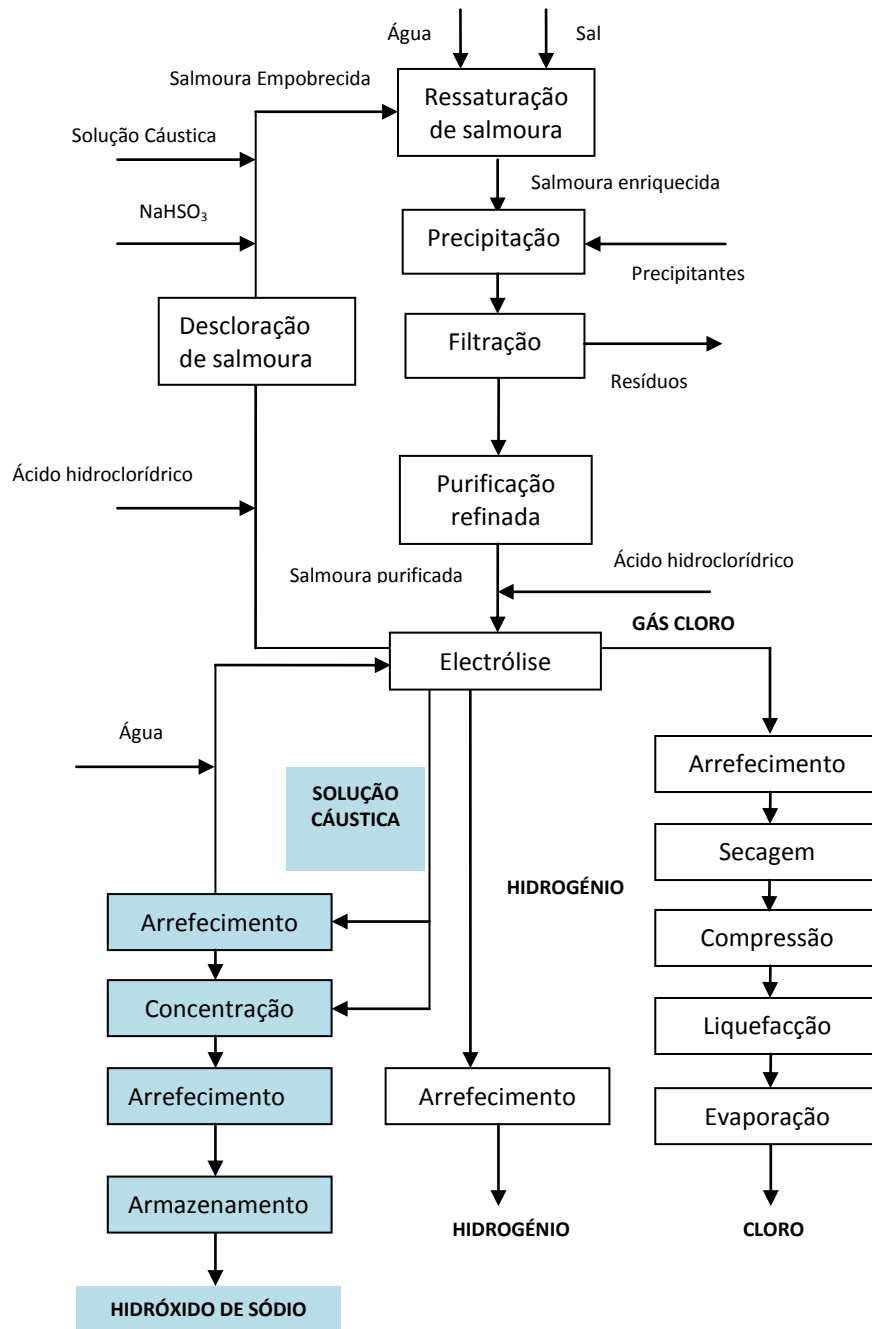 Água
Sal
Salmoura Empobrecida
Ressaturação
de salmoura
Solução Cáustica
Salmoura enriquecida
NaHSO₃
Precipitação
Precipitantes
Descloração
de salmoura
Filtração
Resíduos
Ácido hidroclorídrico
Purificação
refinada
Salmoura purificada
Ácido hidroclorídrico
GÁS CLORO
Electrólise
Água
SOLUÇÃO
CÁUSTICA
Arrefecimento
Secagem
HIDROGÉNIO
Arrefecimento
Compressão
Concentração
Liquefacção
Arrefecimento
Arrefecimento
Evaporação
Armazenamento
HIDROGÉNIO
CLORO
HIDRÓXIDO DE SÓDIO